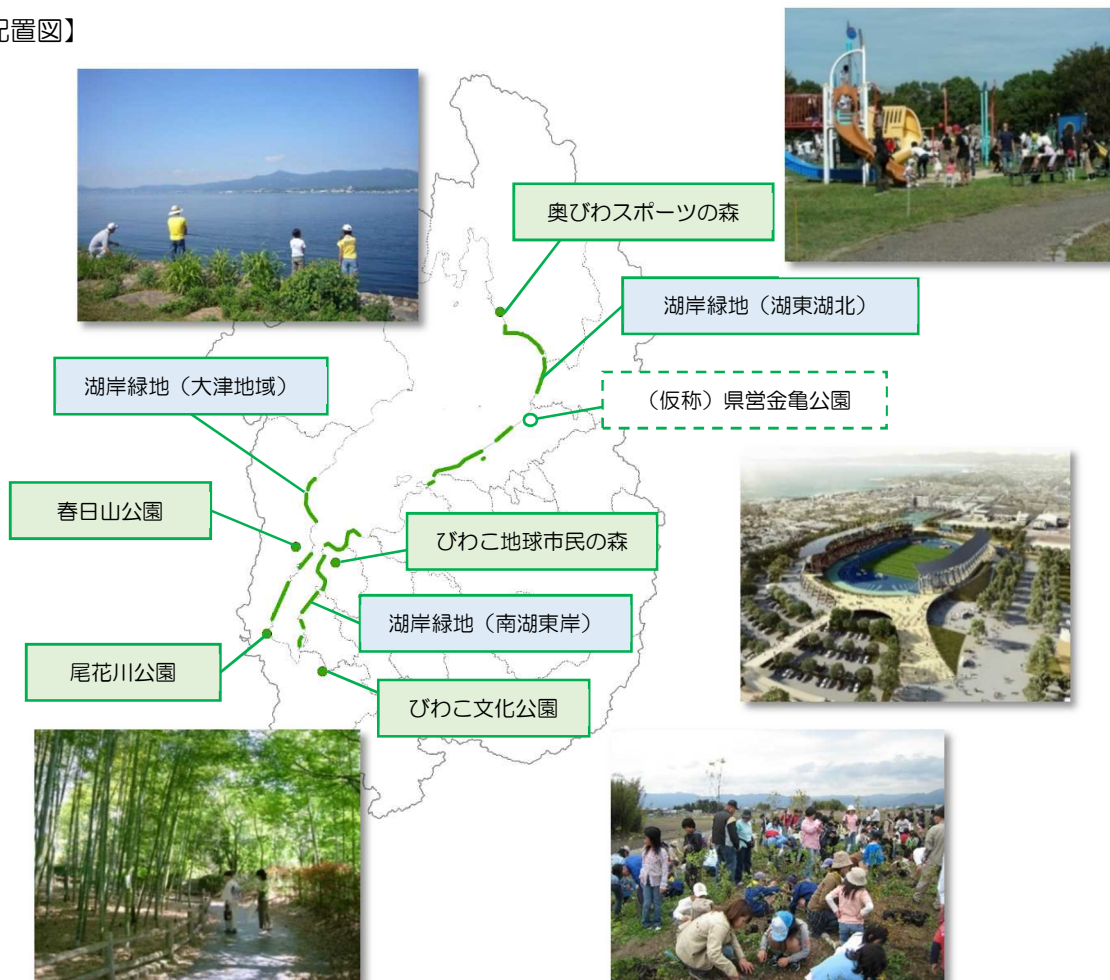 配置図】
奥びわスポーツの森
湖岸緑地（湖東湖北）
湖岸緑地（大津地域）
（仮称）県営金亀公園
春日山公園
びわこ地球市民の森
湖岸緑地（南湖東岸）
尾花川公園
びわこ文化公園